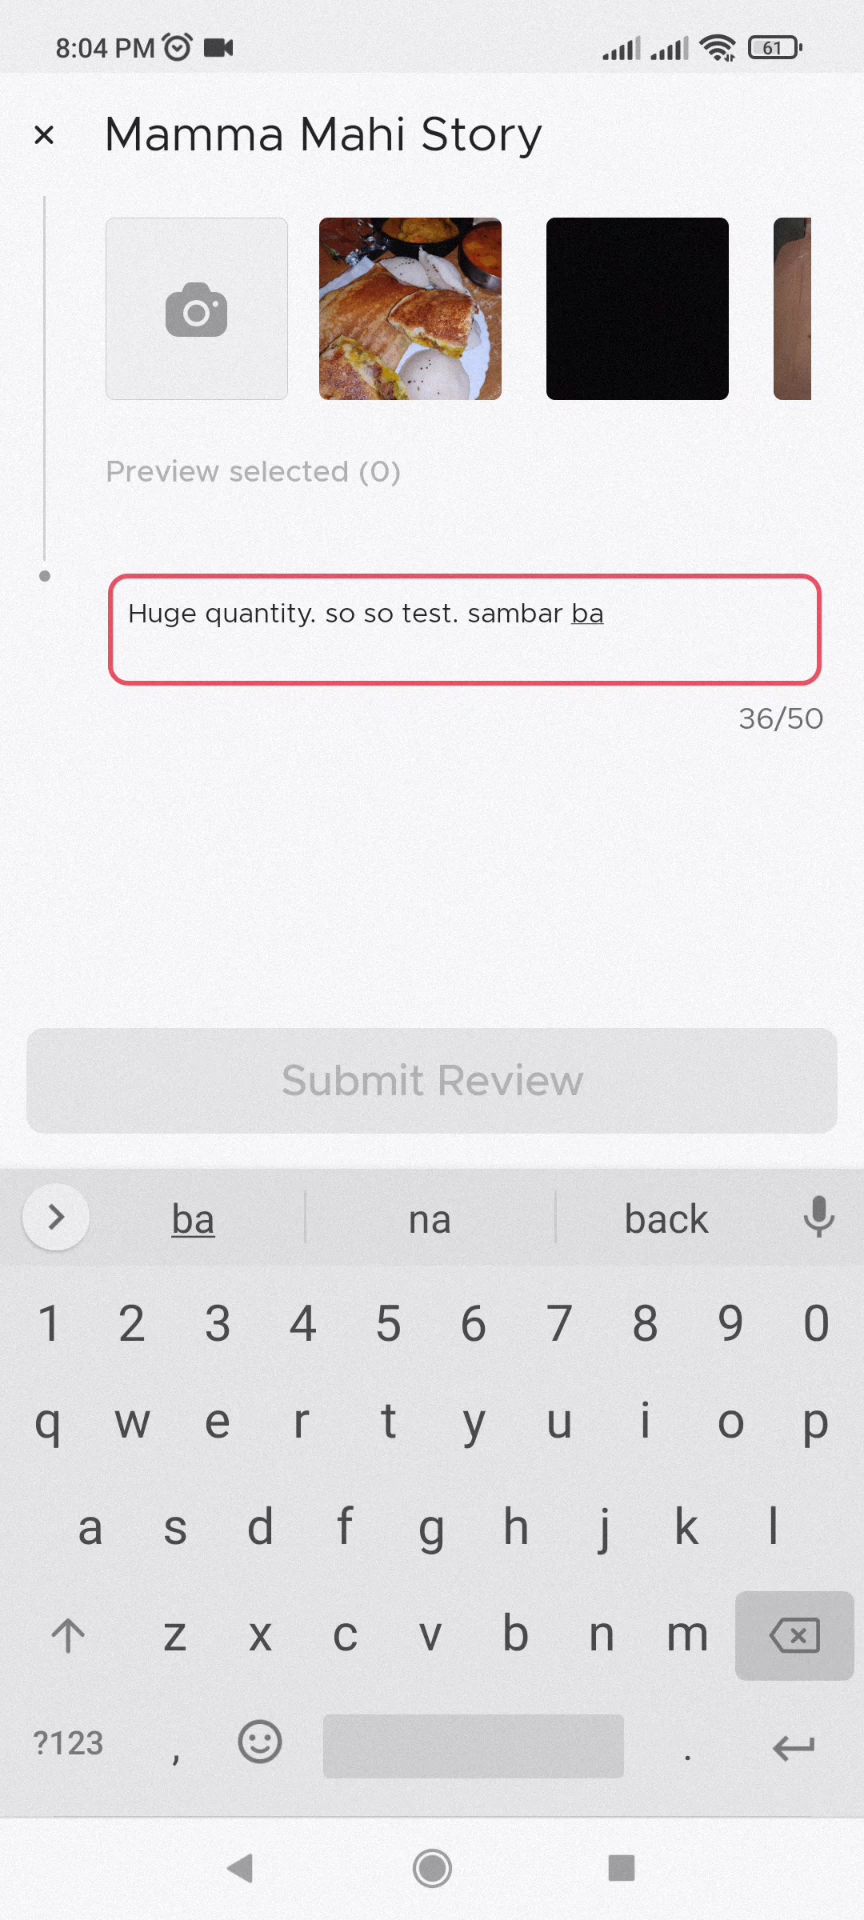 8:04 PM
61
Mamma Mahi Story
Preview selected (0)
Huge quantity. so so test. sambar ba
36/50
Submit Review
ba na back
1 2 3 4 5 6 7 8 9 0
q w e r t y u i o p
a s d f g h j k l
z x c v b n m
?123 , .